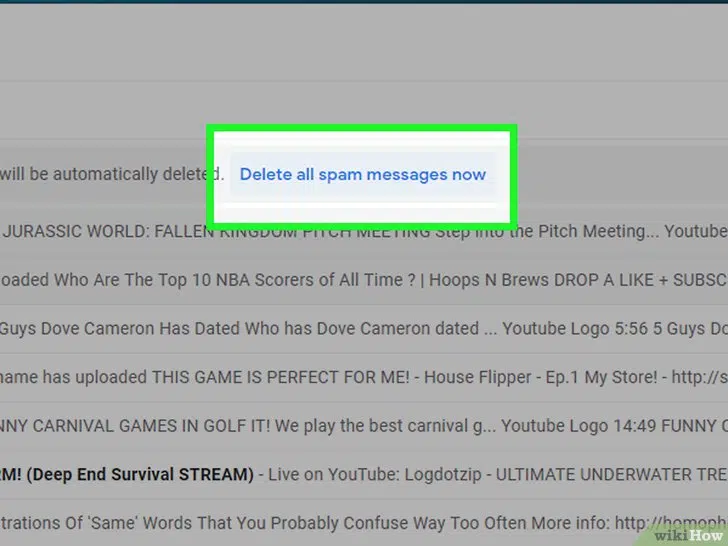 will be automatically deleted. Delete all spam messages now
JURASSIC WORLD: FALLEN KINGDOM PITCH MEETING Step into the Pitch Meeting... Youtube
oaded Who Are The Top 10 NBA Scorers of All Time ? | Hoops N Brews DROP A LIKE + SUBSC
Guys Dove Cameron Has Dated Who has Dove Cameron dated ... Youtube Logo 5:56 5 Guys Do
name has uploaded THIS GAME IS PERFECT FOR ME! - House Flipper - Ep.1 My Store! - http://s
NNY CARNIVAL GAMES IN GOLF IT! We play the best carnival g... Youtube Logo 14:49 FUNNY C
RM! (Deep End Survival STREAM) - Live on YouTube: Logdotzip - ULTIMATE UNDERWATER TRE
trations Of 'Same' Words That You Probably Confuse Way Too Often More info: http://homoph
wikiHow